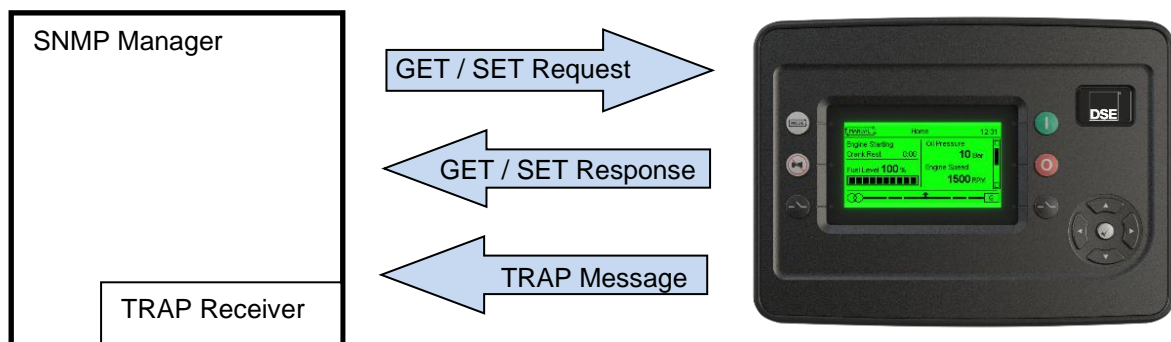 SNMP Manager
GET / SET Request
GET / SET Response
TRAP Message
TRAP Receiver
DSE
Home 12:31
Engine Starting
Crank Rest 0:00
Fuel Level 100 %
Oil Pressure
10 Bar
Engine Speed
1500 RPM